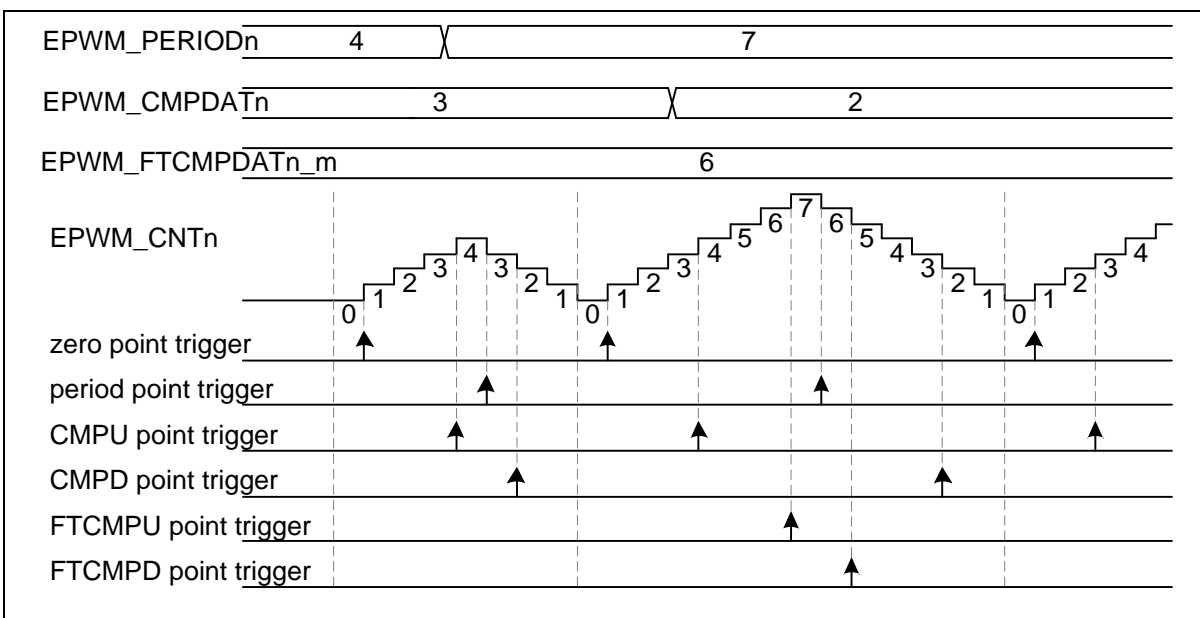 EPWM_PERIODn 4 7
EPWM_CMPDATn 3 2
EPWM_FTCMPDATn_m 6
EPWM_CNTn
0 1 2 3 4 3 2 1 0 1 2 3 4 5 6 7 6 5 4 3 2 1 0 1 2 3 4
zero point trigger
period point trigger
CMPU point trigger
CMPD point trigger
FTCMPU point trigger
FTCMPD point trigger